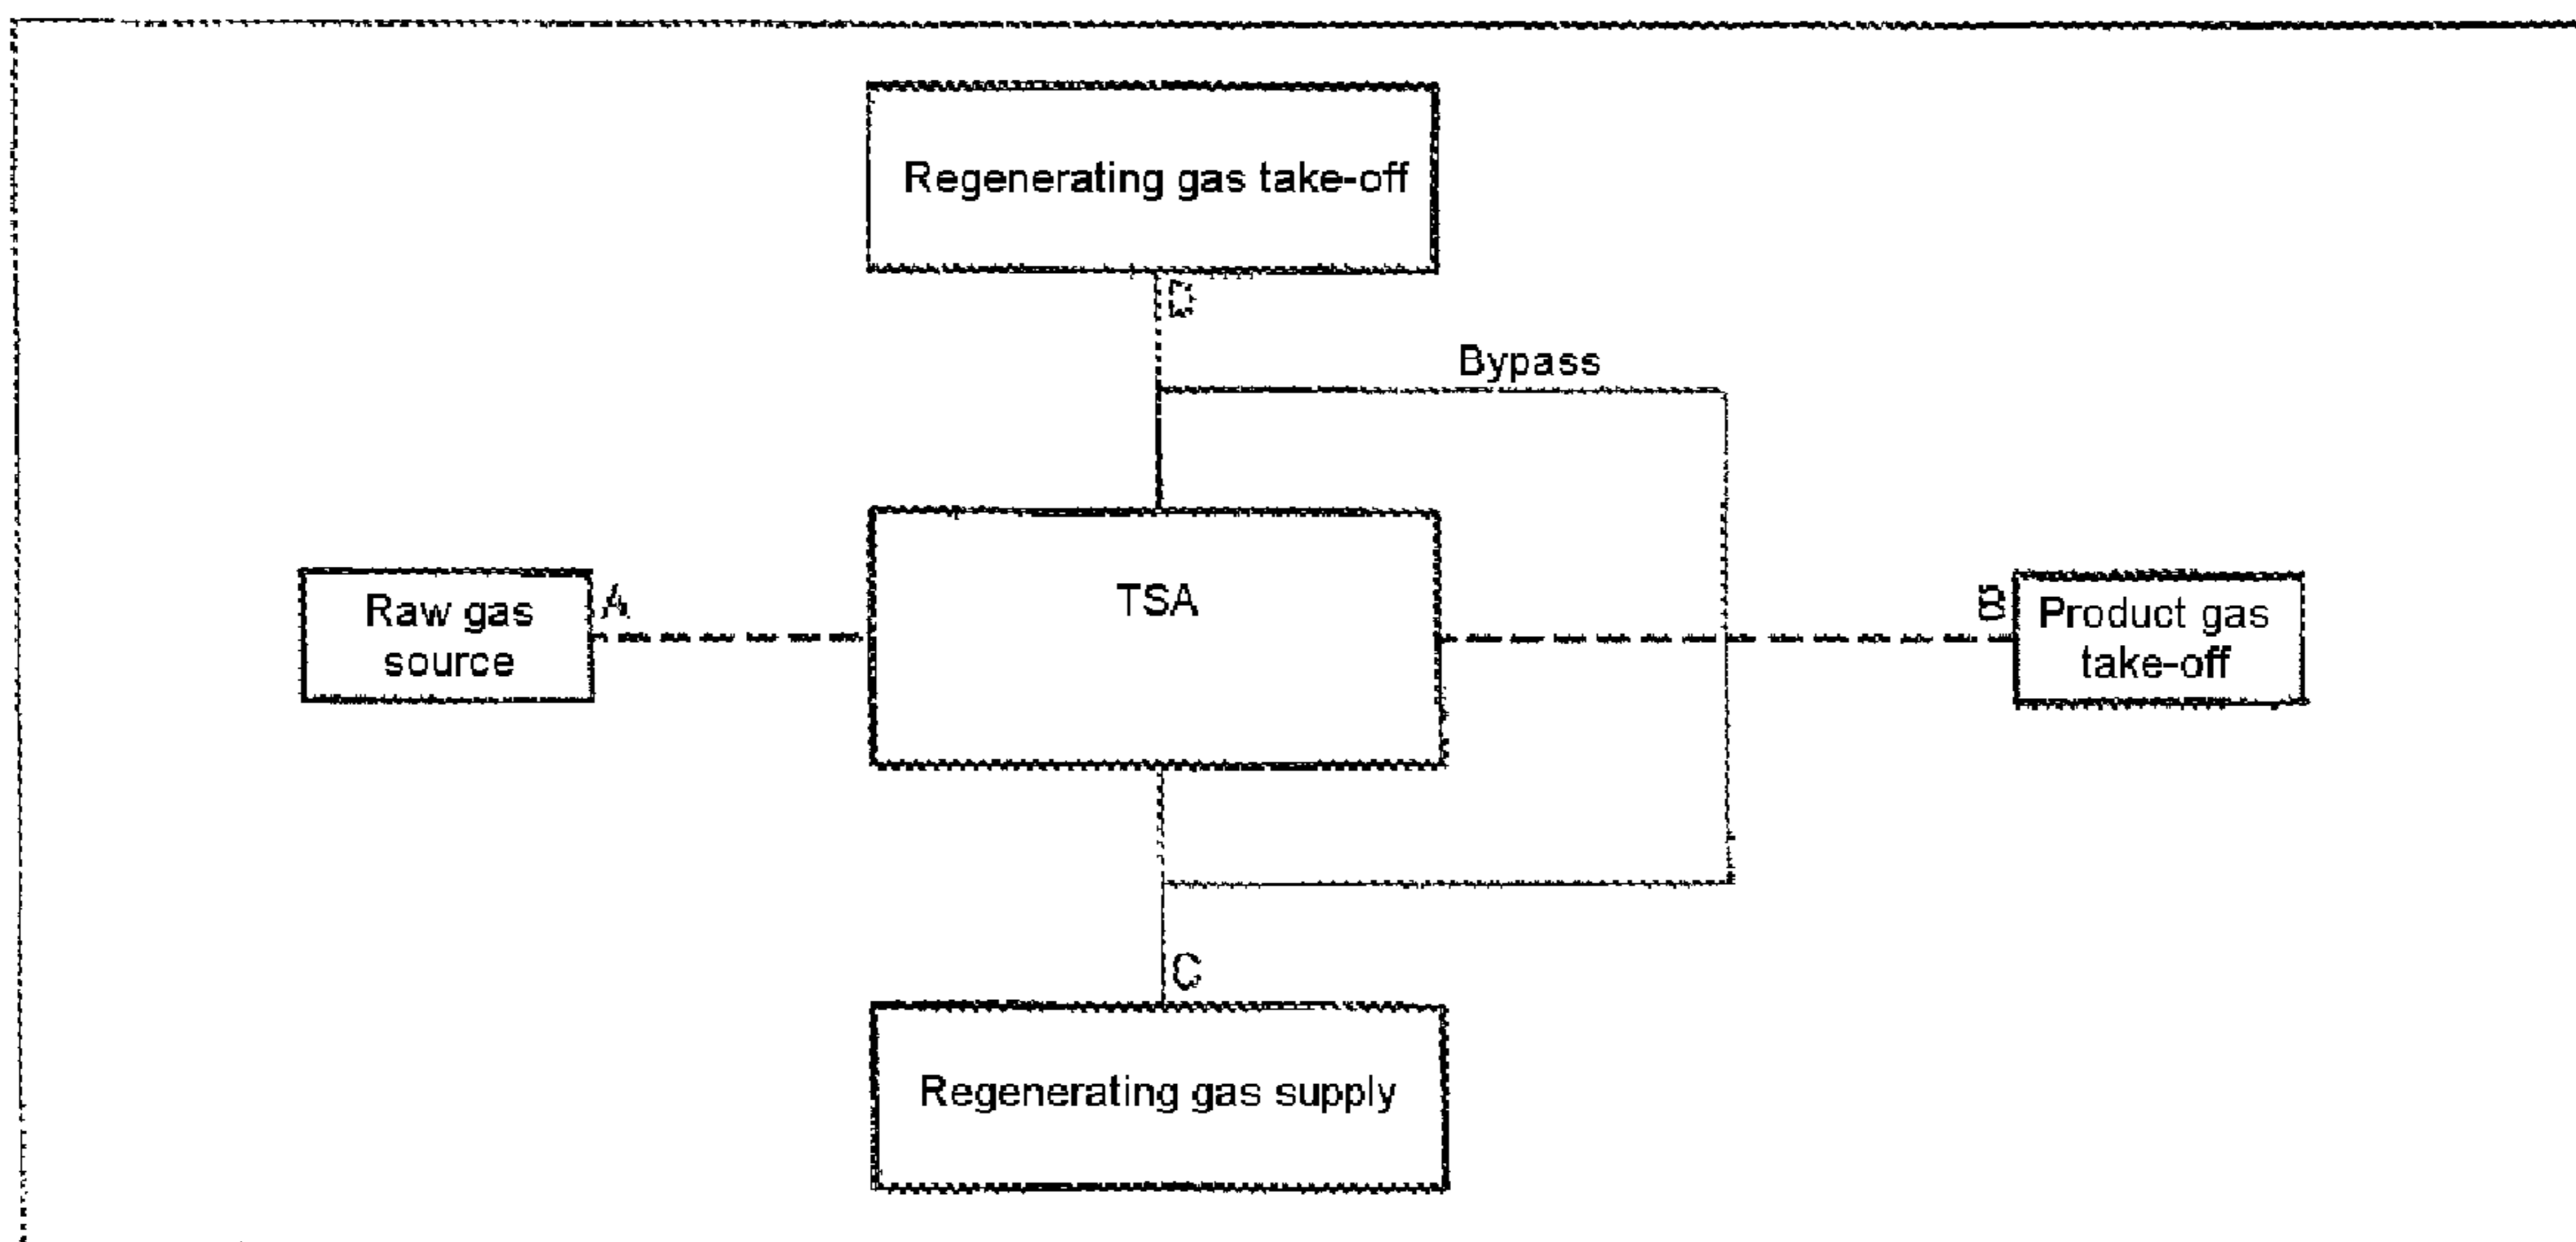 Regenerating gas take-off
D
Bypass
A
Raw gas
source
TSA
B
Product gas
take-off
C
Regenerating gas supply